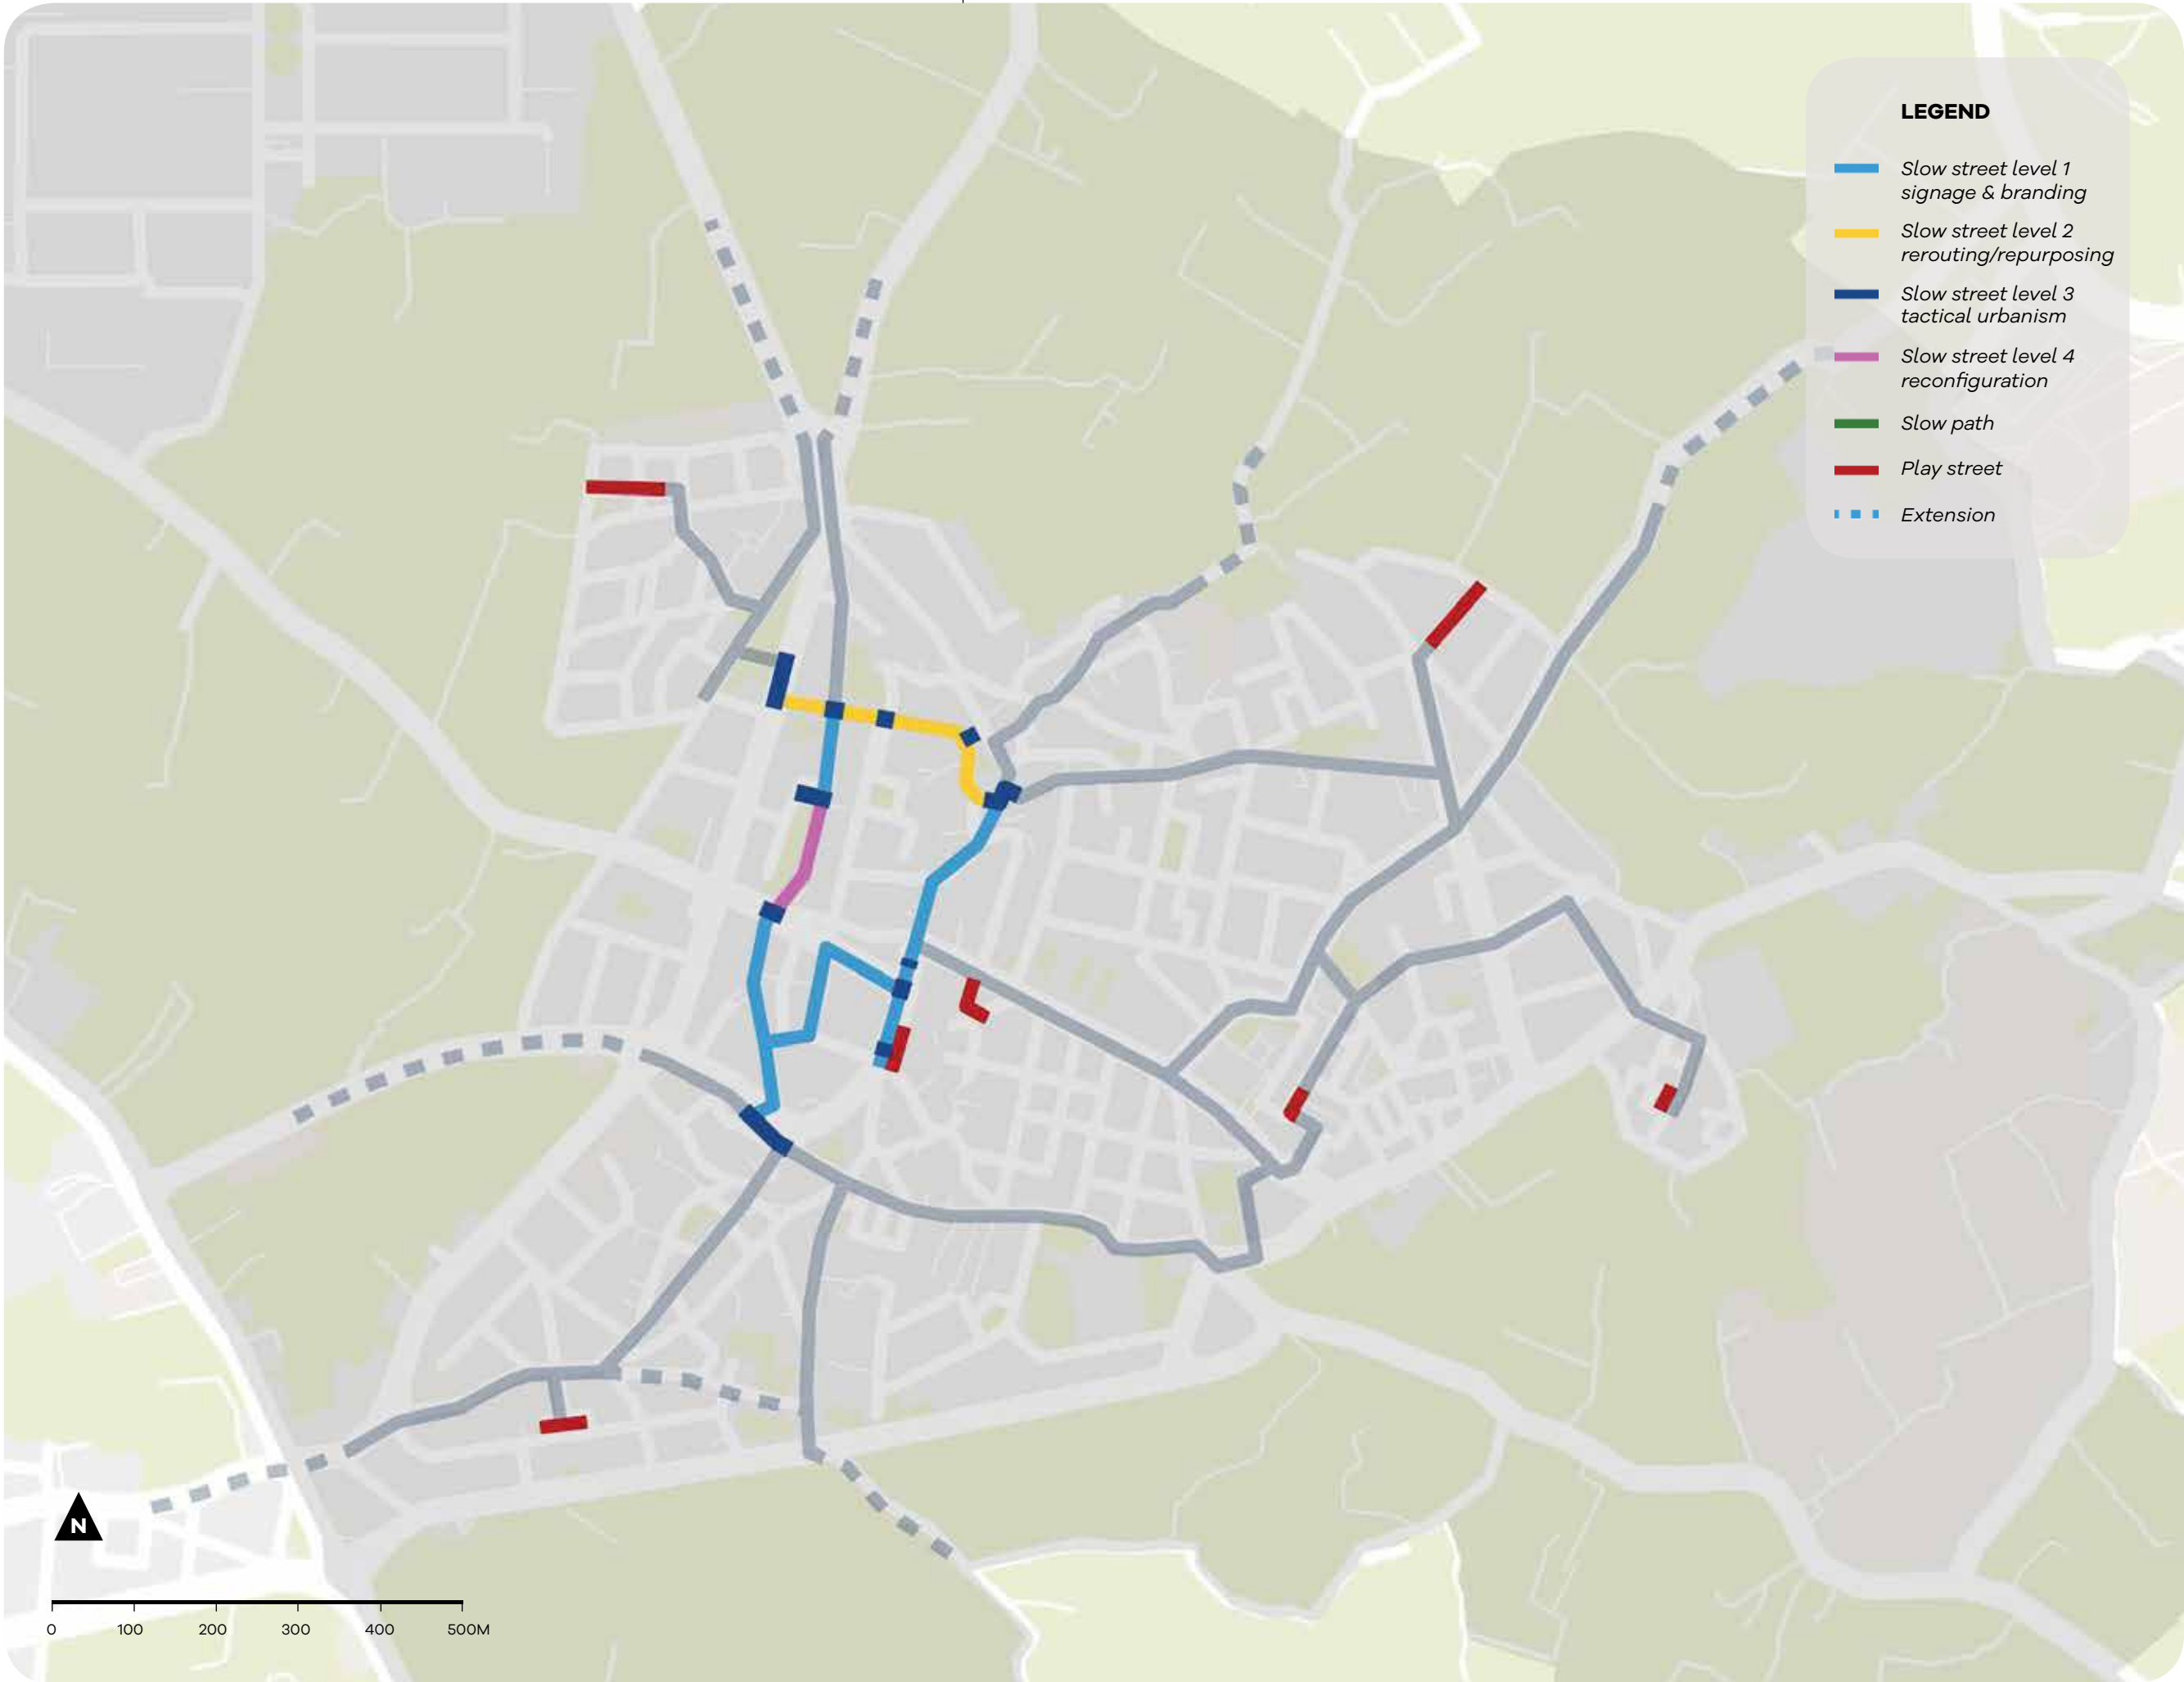 LEGEND
Slow street level 1
signage & branding
Slow street level 2
rerouting/repurposing
Slow street level 3
tactical urbanism
Slow street level 4
reconfiguration
Slow path
Play street
Extension
N
0 100 200 300 400 500M